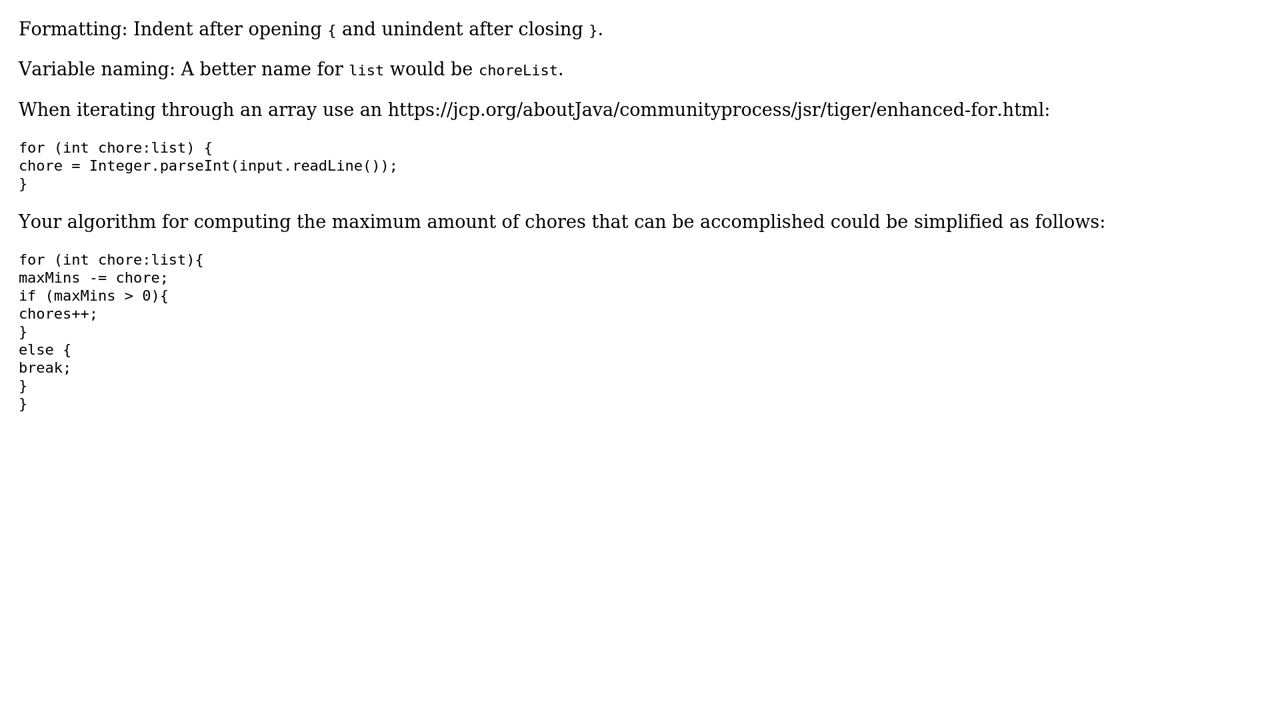 Formatting: Indent after opening { and unindent after closing }.
Variable naming: A better name for list would be choreList.
When iterating through an array use an https://jcp.org/aboutJava/communityprocess/jsr/tiger/enhanced-for.html:
for (int chore:list) {
chore = Integer.parseInt(input.readLine());
}
Your algorithm for computing the maximum amount of chores that can be accomplished could be simplified as follows:
for (int chore:list){
maxMins -= chore;
if (maxMins > 0){
chores++;
}
else {
break;
}
}